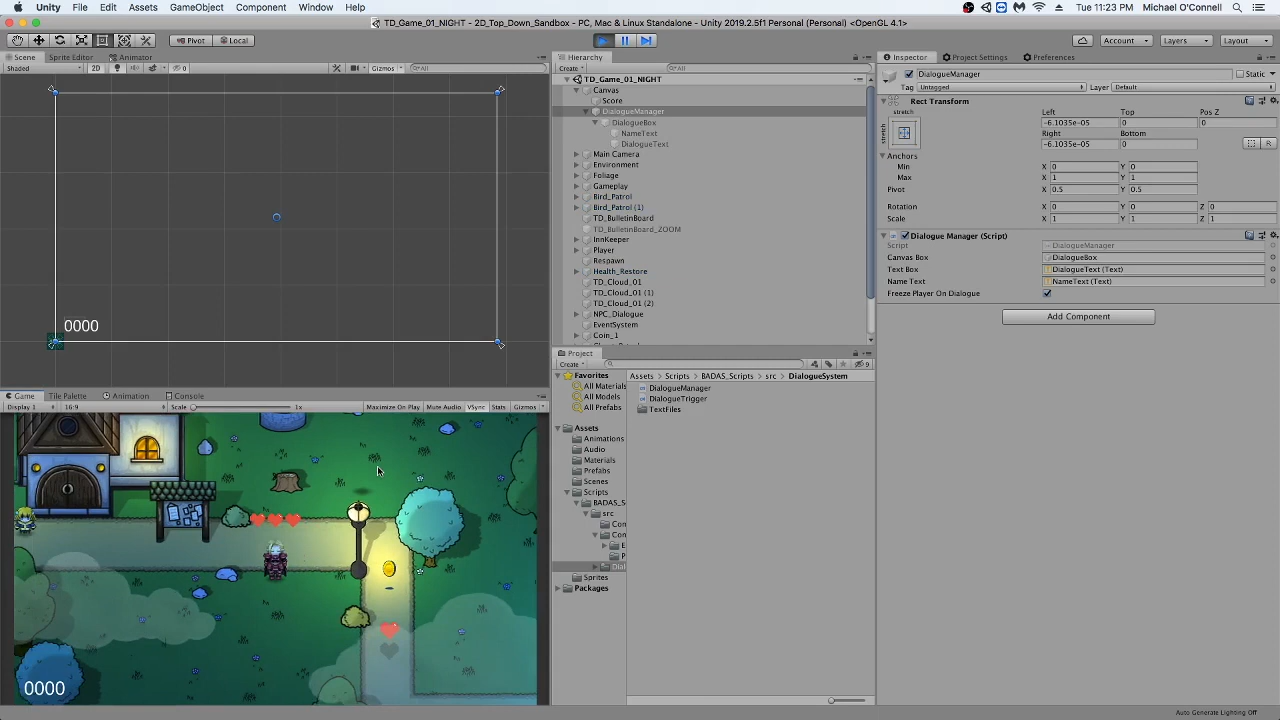 Unity File Edit Assets GameObject Component Window Help Tue 11:23 PM Michael O'Connell
TD_Game_01_NIGHT - 2D_Top_Down_Sandbox - PC, Mac & Linux Standalone - Unity 2019.2.5f1 Personal (Personal) <OpenGL 4.1>
Pivot Local Account Layers Layout
Scene Sprite Editor Animator
Shaded 2D 0 Gizmos All
0000
Game Tile Palette Animation Console
Display 1 16:9 Scale 1x Maximize On Play Mute Audio VSync Stats Gizmos
0000
Hierarchy
Create All
TD_Game_01_NIGHT
Canvas
Score
DialogueManager
DialogueBox
NameText
DialogueText
Main Camera
Environment
Foliage
Gameplay
Bird_Patrol
Bird_Patrol (1)
TD_BulletinBoard
TD_BulletinBoard_ZOOM
InnKeeper
Player
Respawn
Health_Restore
TD_Cloud_01
TD_Cloud_01 (1)
TD_Cloud_01 (2)
NPC_Dialogue
EventSystem
Coin_1
Project
Create 9
Favorites
All Materials
All Models
All Prefabs
Assets
Animations
Audio
Materials
Prefabs
Scenes
Scripts
BADAS_S
src
Con
Con
E
P
Dial
Sprites
Packages
Assets Scripts BADAS_Scripts src DialogueSystem
DialogueManager
DialogueTrigger
TextFiles
Inspector Project Settings Preferences
DialogueManager Static
Tag Untagged Layer Default
Rect Transform
stretch Left Top Pos Z
stretch -6.1035e-05 0 0
Right Bottom
-6.1035e-05 0 R
Anchors
Min X 0 Y 0
Max X 1 Y 1
Pivot X 0.5 Y 0.5
Rotation X 0 Y 0 Z 0
Scale X 1 Y 1 Z 1
Dialogue Manager (Script)
Script DialogueManager
Canvas Box DialogueBox
Text Box DialogueText (Text)
Name Text NameText (Text)
Freeze Player On Dialogue
Add Component
Auto Generate Lighting Off